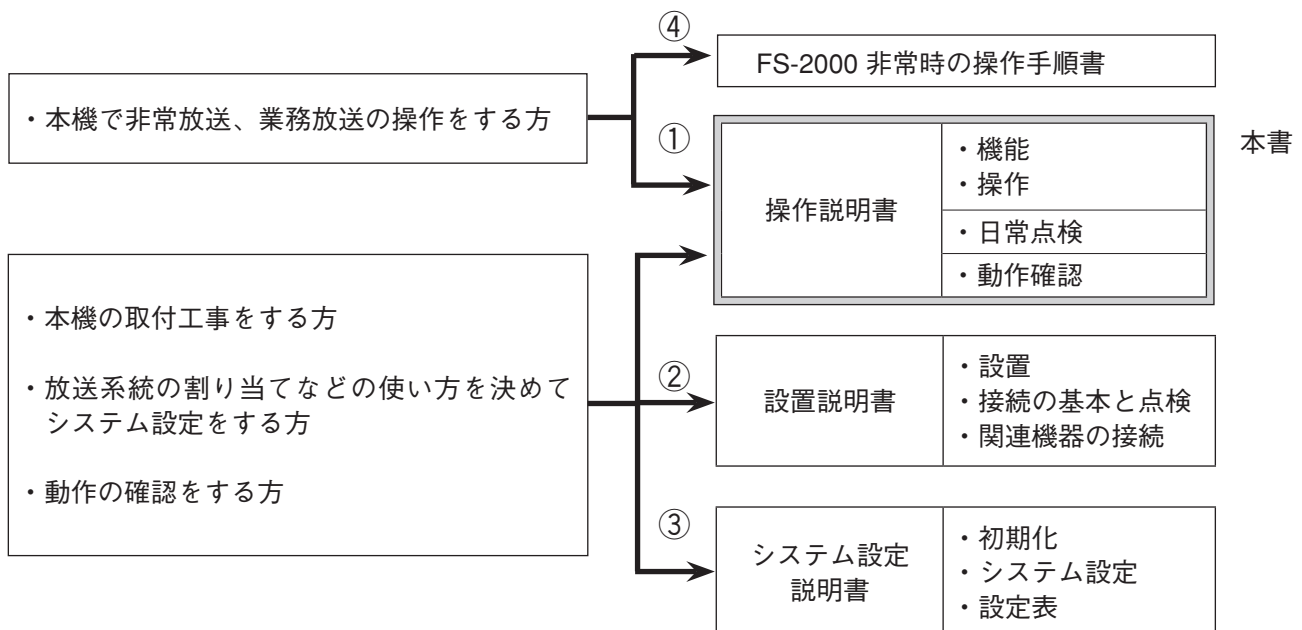 ④
FS-2000 非常時の操作手順書
・本機で非常放送、業務放送の操作をする方
①
操作説明書
・機能
・操作
・日常点検
・動作確認
本書
・本機の取付工事をする方
・放送系統の割り当てなどの使い方を決めて
システム設定をする方
・動作の確認をする方
②
設置説明書
・設置
・接続の基本と点検
・関連機器の接続
③
システム設定
説明書
・初期化
・システム設定
・設定表